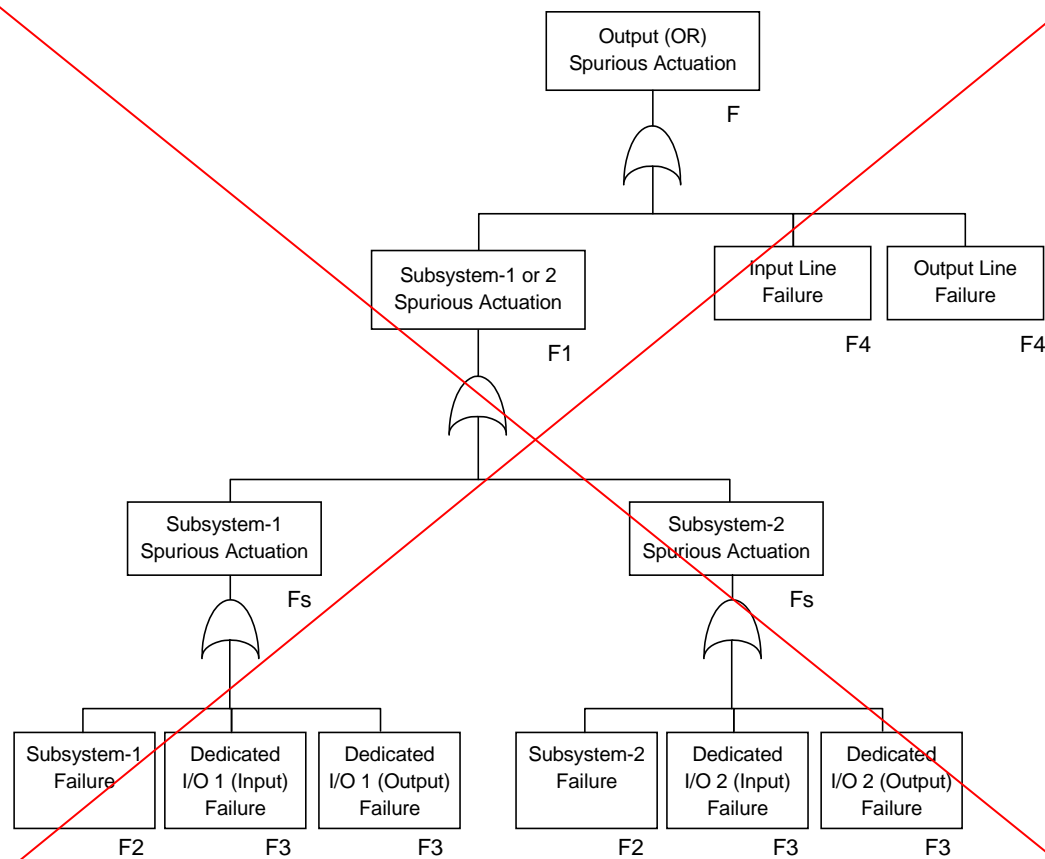 Output (OR)
Spurious Actuation
F
Subsystem-1 or 2
Spurious Actuation
F1
Input Line
Failure
F4
Output Line
Failure
F4
Subsystem-1
Spurious Actuation
Fs
Subsystem-2
Spurious Actuation
Fs
Subsystem-1
Failure
F2
Dedicated
I/O 1 (Input)
Failure
F3
Dedicated
I/O 1 (Output)
Failure
F3
Subsystem-2
Failure
F2
Dedicated
I/O 2 (Input)
Failure
F3
Dedicated
I/O 2 (Output)
Failure
F3